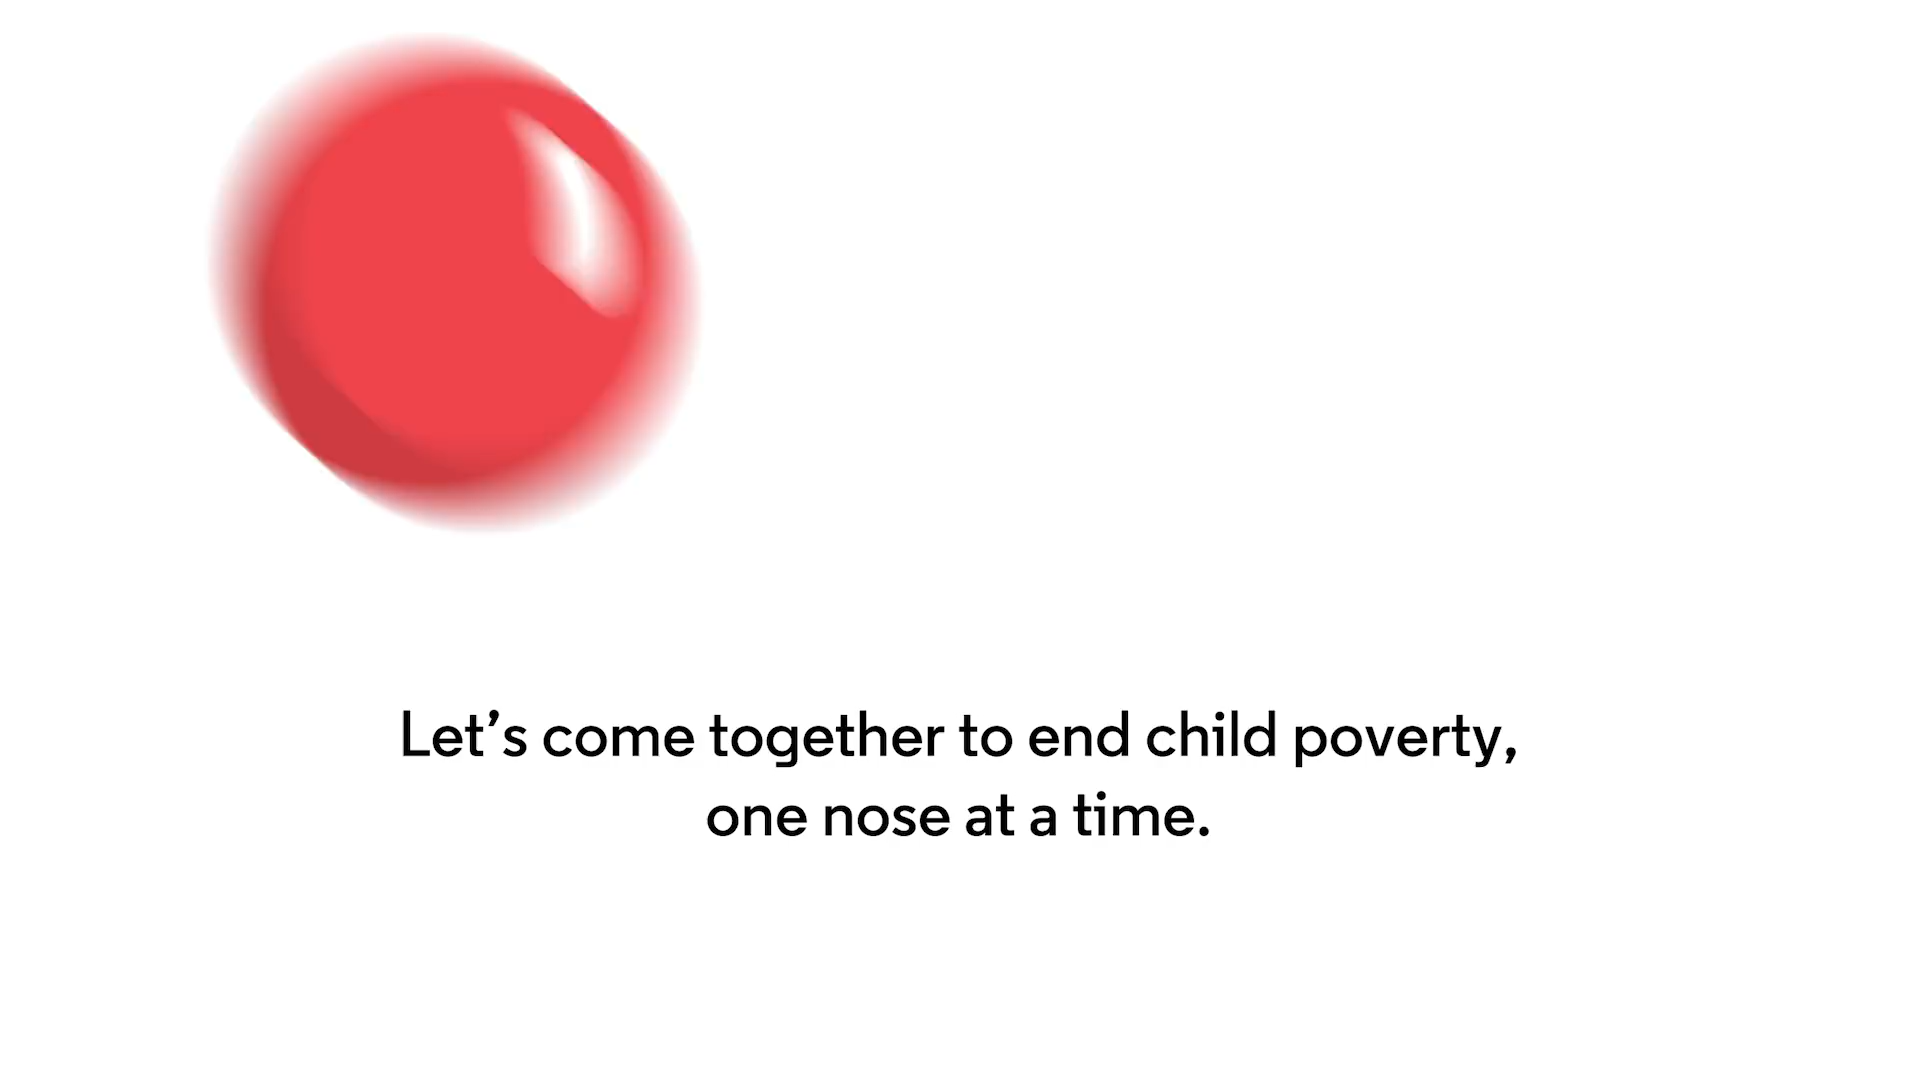 Let’s come together to end child poverty,
one nose at a time.